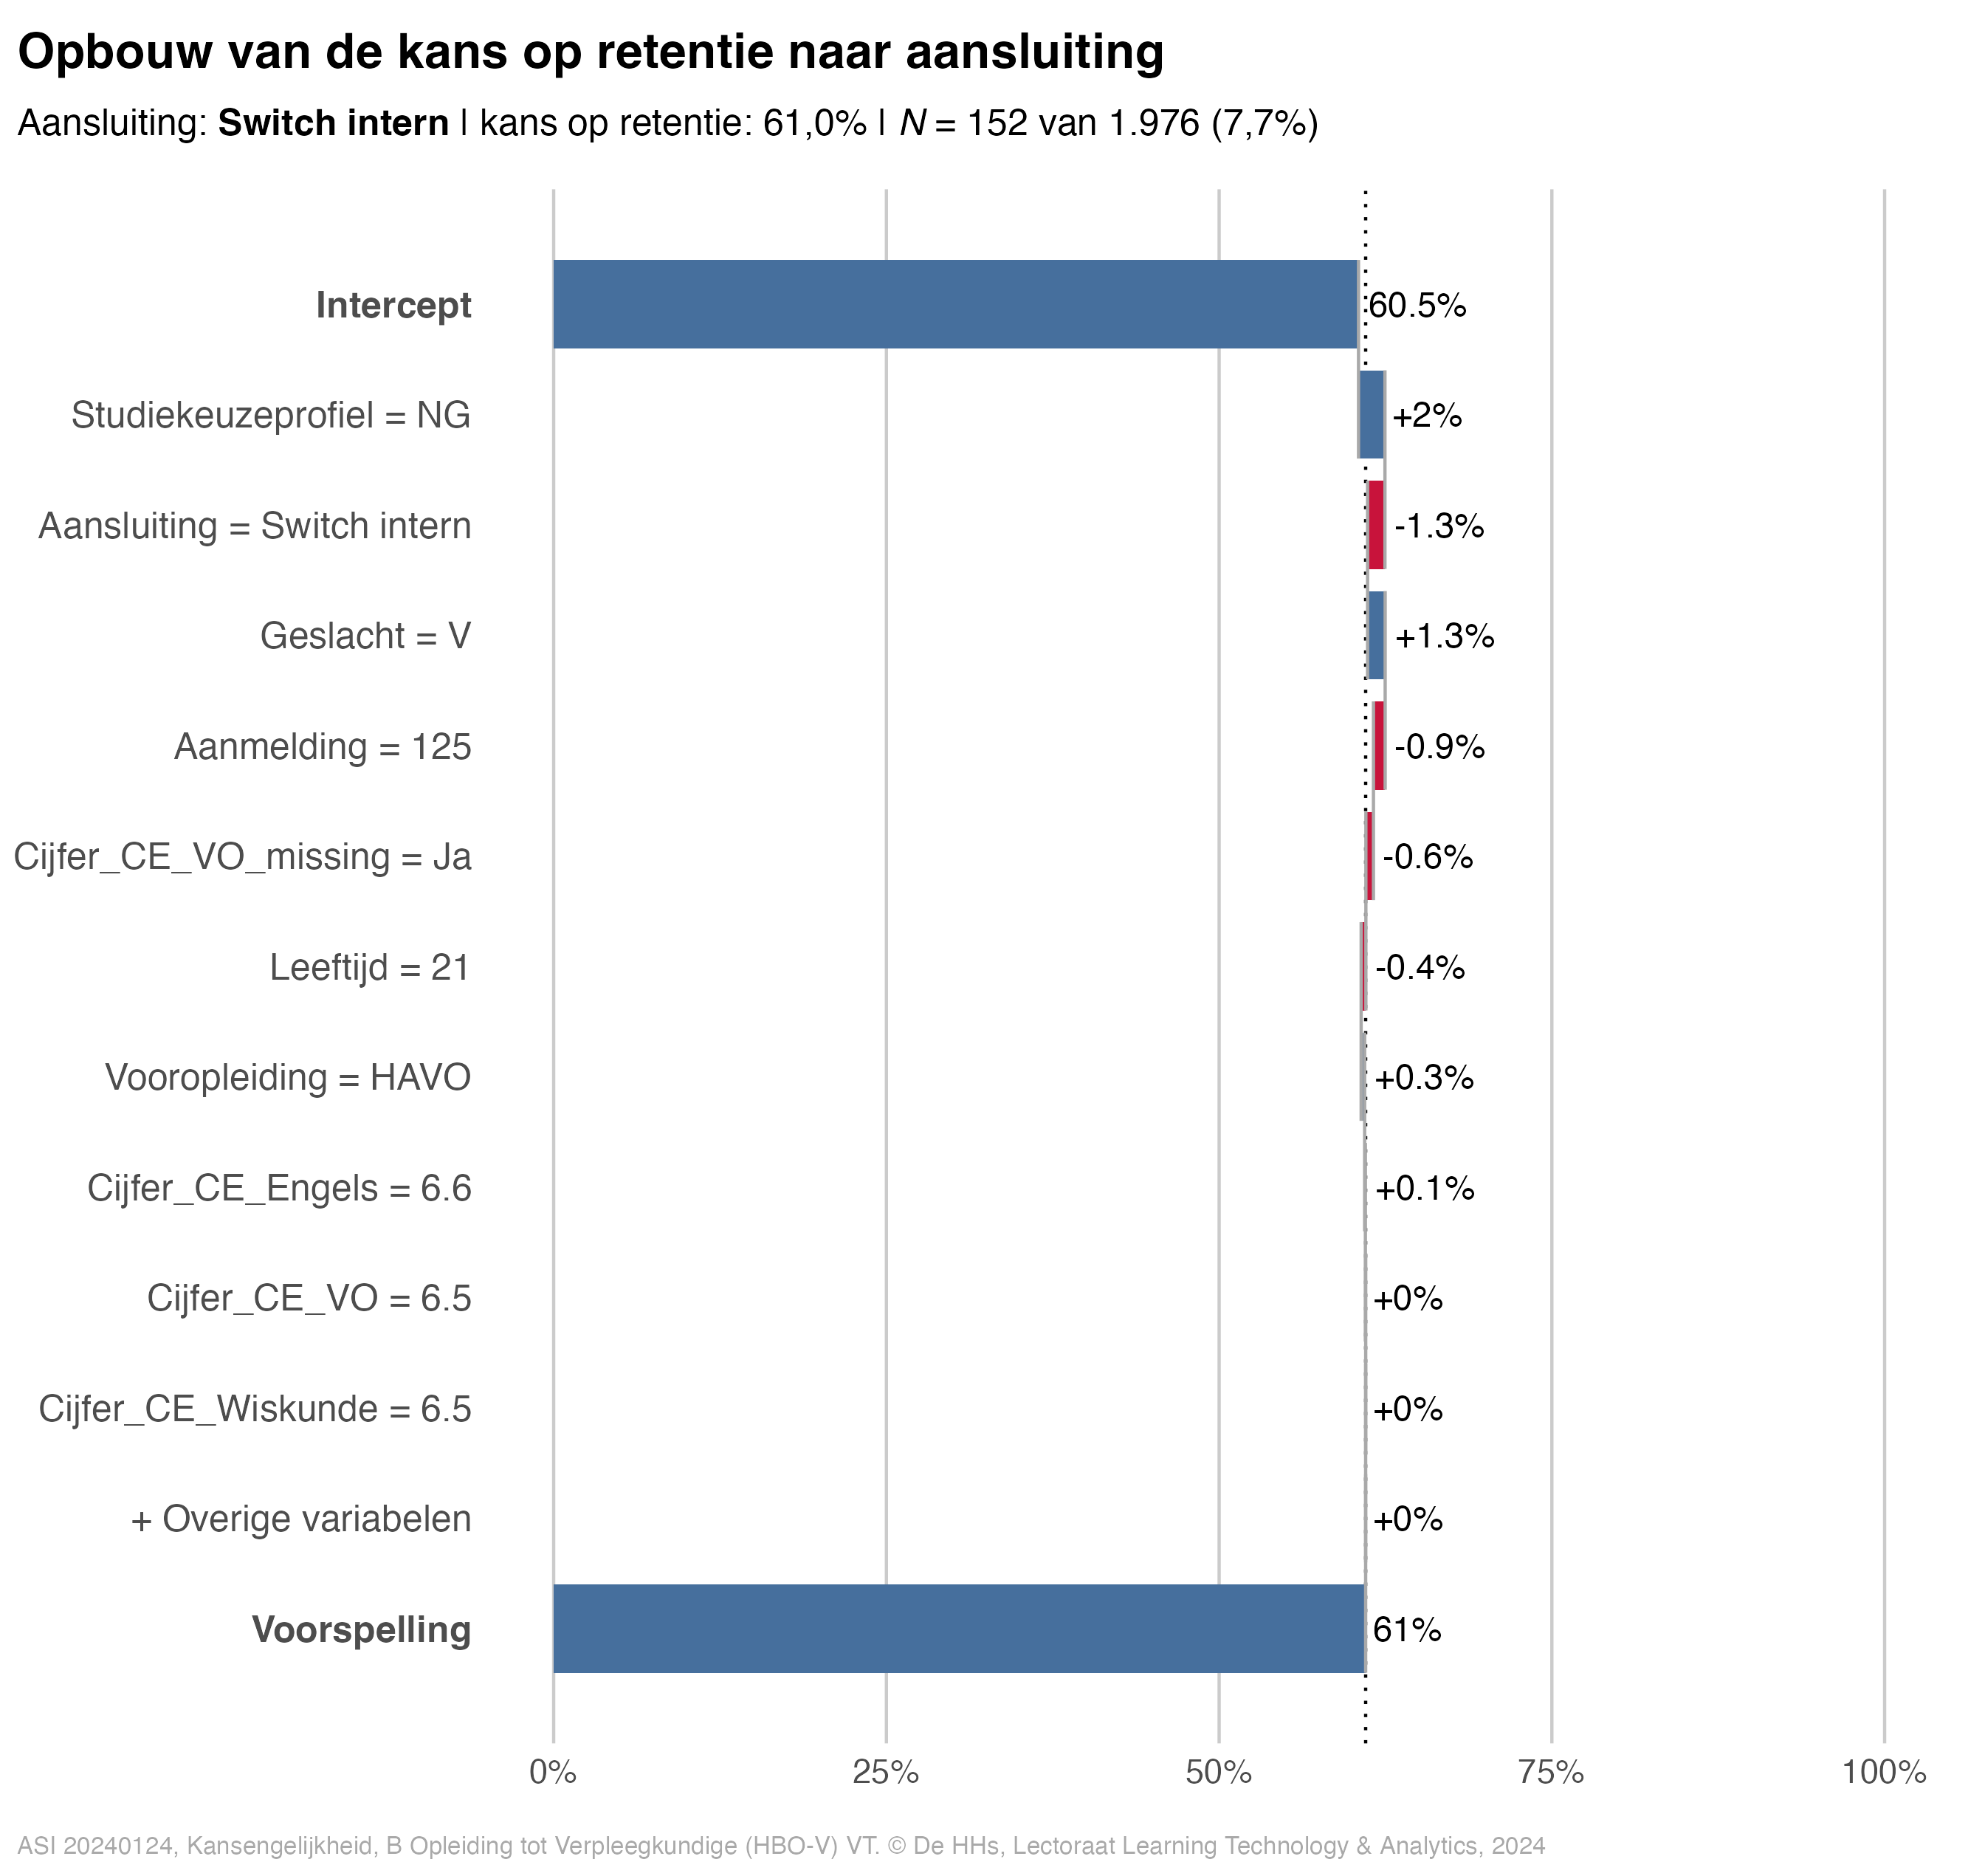 Opbouw van de kans op retentie naar aansluiting
Aansluiting: Switch intern | kans op retentie: 61,0% | N = 152 van 1.976 (7,7%)
Intercept 60.5%
Studiekeuzeprofiel = NG +2%
Aansluiting = Switch intern -1.3%
Geslacht = V +1.3%
Aanmelding = 125 -0.9%
Cijfer_CE_VO_missing = Ja -0.6%
Leeftijd = 21 -0.4%
Vooropleiding = HAVO +0.3%
Cijfer_CE_Engels = 6.6 +0.1%
Cijfer_CE_VO = 6.5 +0%
Cijfer_CE_Wiskunde = 6.5 +0%
+ Overige variabelen +0%
Voorspelling 61%
0% 25% 50% 75% 100%
ASI 20240124, Kansengelijkheid, B Opleiding tot Verpleegkundige (HBO-V) VT. © De HHs, Lectoraat Learning Technology & Analytics, 2024